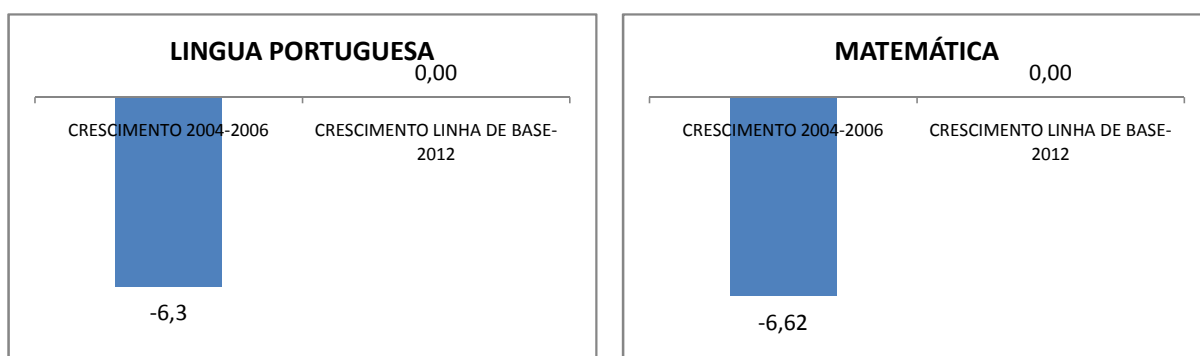 LINGUA PORTUGUESA
0,00
CRESCIMENTO 2004-2006
CRESCIMENTO LINHA DE BASE-
2012
-6,3
MATEMÁTICA
0,00
CRESCIMENTO 2004-2006
CRESCIMENTO LINHA DE BASE-
2012
-6,62